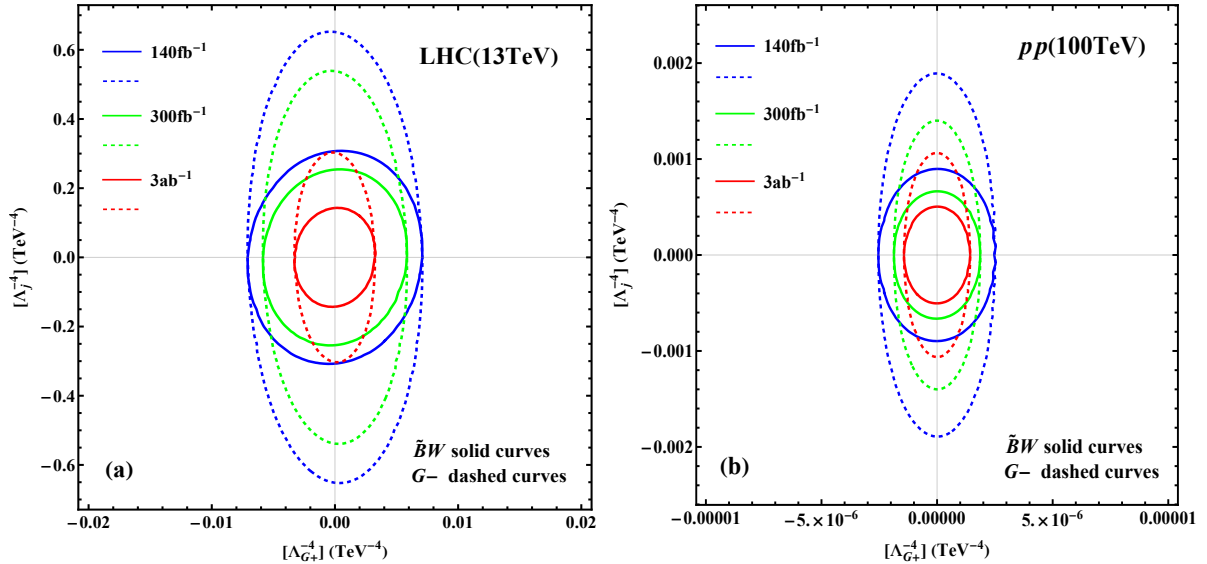 140fb⁻¹
300fb⁻¹
3ab⁻¹
LHC(13TeV)
(a)
B̃W solid curves
G− dashed curves
0.6
0.4
0.2
0.0
−0.2
−0.4
−0.6
[Λ_j⁻⁴] (TeV⁻⁴)
−0.02 −0.01 0.00 0.01 0.02
[Λ_G+⁻⁴] (TeV⁻⁴)
140fb⁻¹
300fb⁻¹
3ab⁻¹
pp(100TeV)
(b)
B̃W solid curves
G− dashed curves
0.002
0.001
0.000
−0.001
−0.002
[Λ_j⁻⁴] (TeV⁻⁴)
−0.00001 −5.×10⁻⁶ 0.00000 5.×10⁻⁶ 0.00001
[Λ_G+⁻⁴] (TeV⁻⁴)